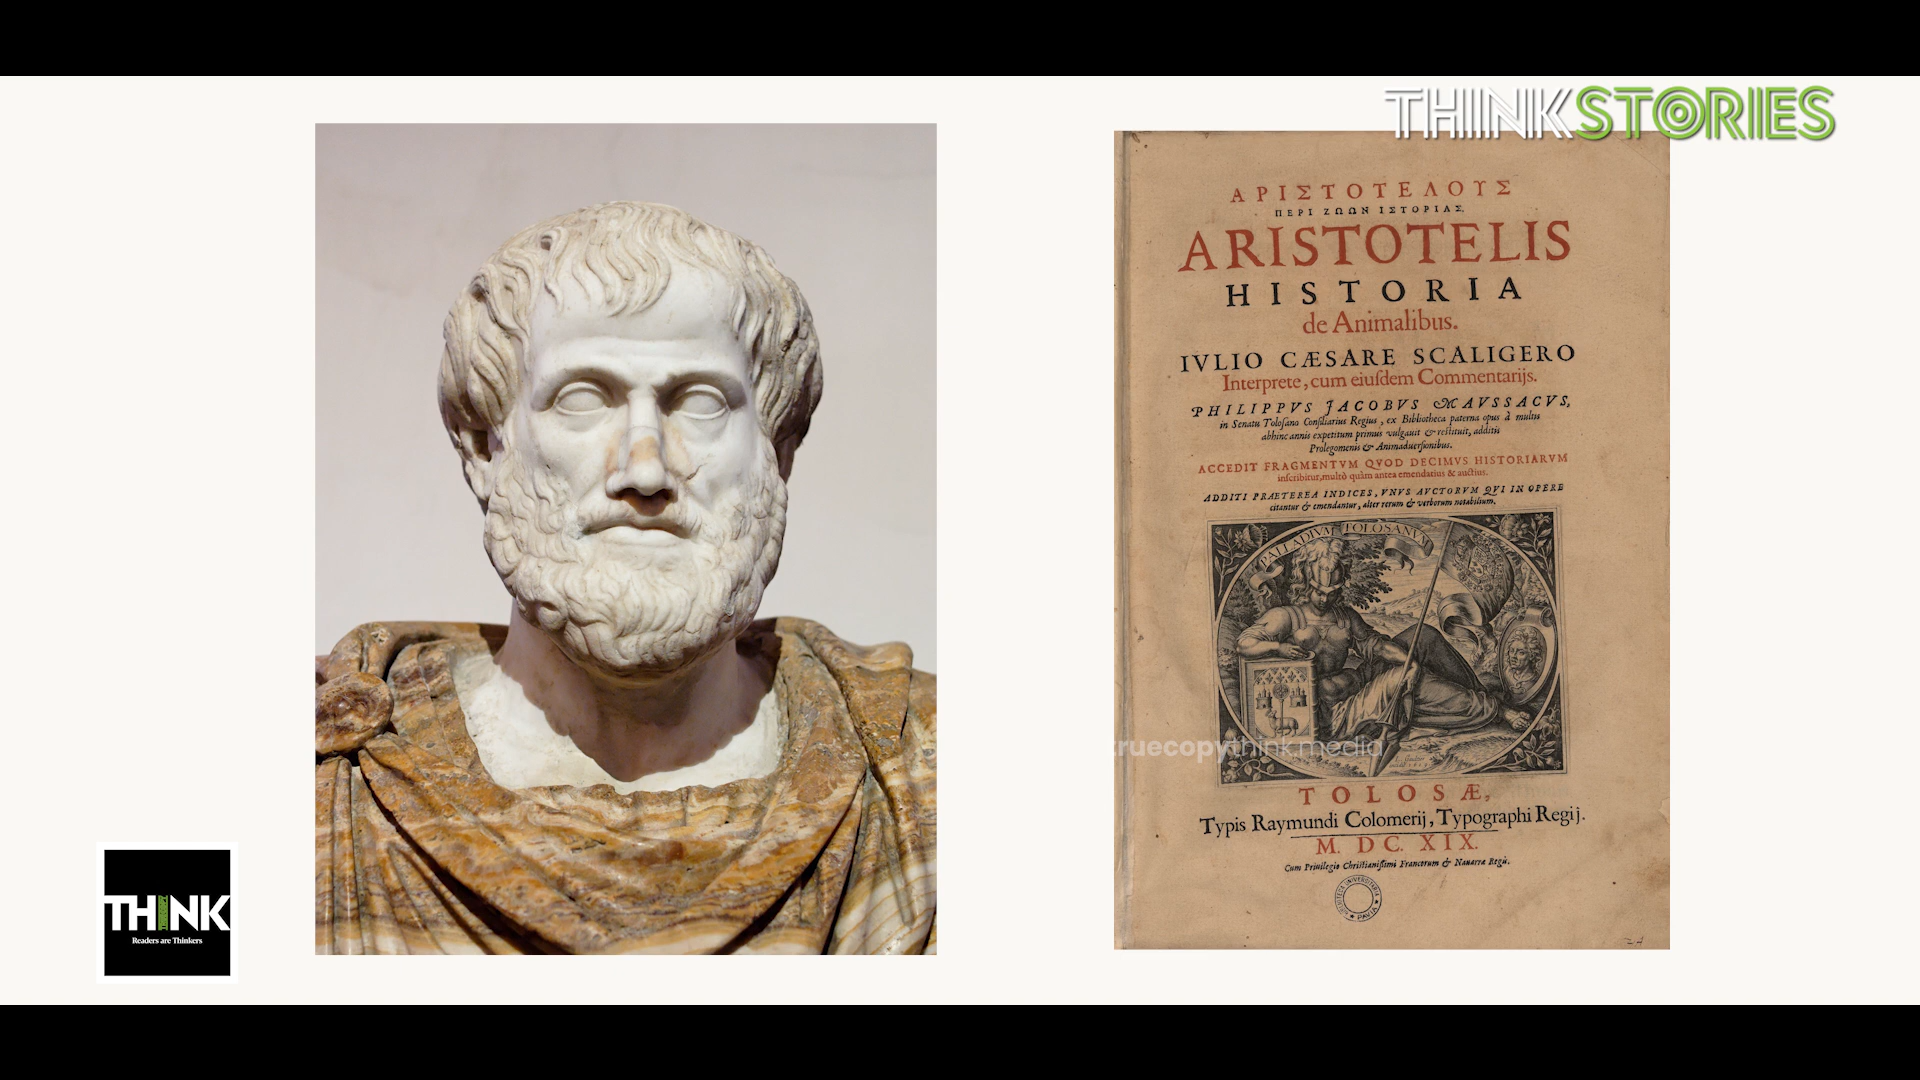 THINKSTORIES
ΑΡΙΣΤΟΤΕΛΟΥΣ
ΠΕΡΙ ΖΩΩΝ ΙΣΤΟΡΙΑΣ.
ARISTOTELIS
HISTORIA
de Animalibus.
IVLIO CÆSARE SCALIGERO
Interprete, cum eiuſdem Commentarijs.
PHILIPPVS JACOBVS MAVSSACVS,
in Senatu Toloſano Conſiliarius Regius, ex Bibliotheca paterna opus à multis
abhinc annis expetitum primus vulgauit & reſtituit, additis
Prolegomenis & Animaduerſionibus.
ACCEDIT FRAGMENTVM QVOD DECIMVS HISTORIARVM
inſcribitur, multò quàm antea emendatius & auctius.
ADDITI PRAETEREA INDICES, VNVS AVCTORVM QVI IN OPERE
citantur & emendantur, alter rerum & verborum notabilium.
PALLADIVM TOLOSANVM
truecopythink.media
TOLOSÆ,
Typis Raymundi Colomerij, Typographi Regij.
M. DC. XIX.
Cum Priuilegio Chriſtianiſſimi Francorum & Nauarræ Regis.
PAVIA
THINK
Readers are Thinkers